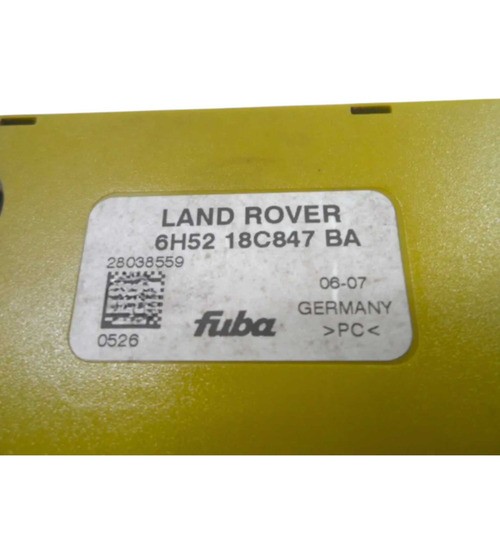 LAND ROVER
6H52 18C847 BA
28038559
06-07
fuba
GERMANY
0526
>PC<